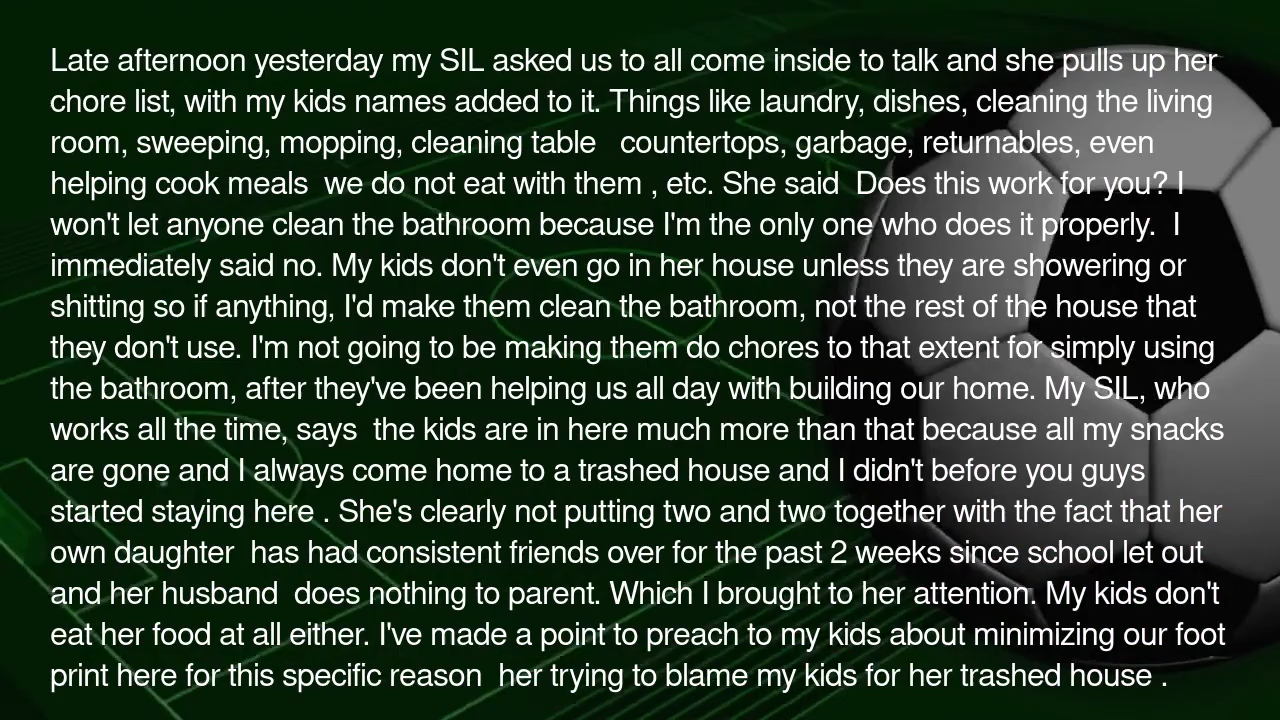 Late afternoon yesterday my SIL asked us to all come inside to talk and she pulls up her
chore list, with my kids names added to it. Things like laundry, dishes, cleaning the living
room, sweeping, mopping, cleaning table   countertops, garbage, returnables, even
helping cook meals  we do not eat with them , etc. She said  Does this work for you? I
won't let anyone clean the bathroom because I'm the only one who does it properly.  I
immediately said no. My kids don't even go in her house unless they are showering or
shitting so if anything, I'd make them clean the bathroom, not the rest of the house that
they don't use. I'm not going to be making them do chores to that extent for simply using
the bathroom, after they've been helping us all day with building our home. My SIL, who
works all the time, says  the kids are in here much more than that because all my snacks
are gone and I always come home to a trashed house and I didn't before you guys
started staying here . She's clearly not putting two and two together with the fact that her
own daughter  has had consistent friends over for the past 2 weeks since school let out
and her husband  does nothing to parent. Which I brought to her attention. My kids don't
eat her food at all either. I've made a point to preach to my kids about minimizing our foot
print here for this specific reason  her trying to blame my kids for her trashed house .